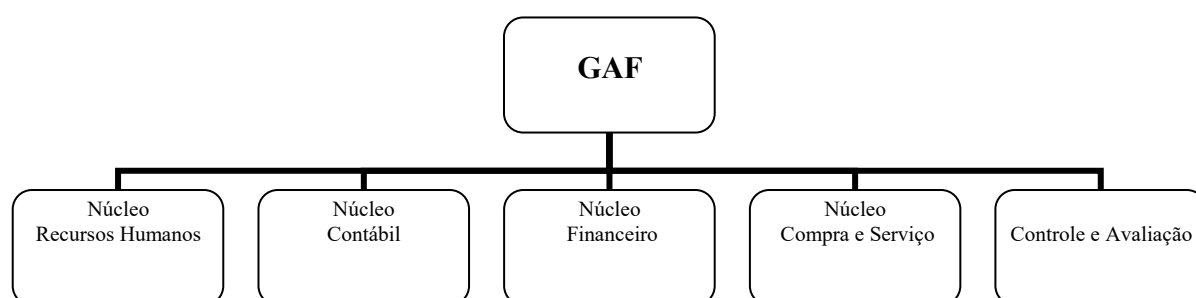 GAF
Núcleo
Recursos Humanos
Núcleo
Contábil
Núcleo
Financeiro
Núcleo
Compra e Serviço
Controle e Avaliação